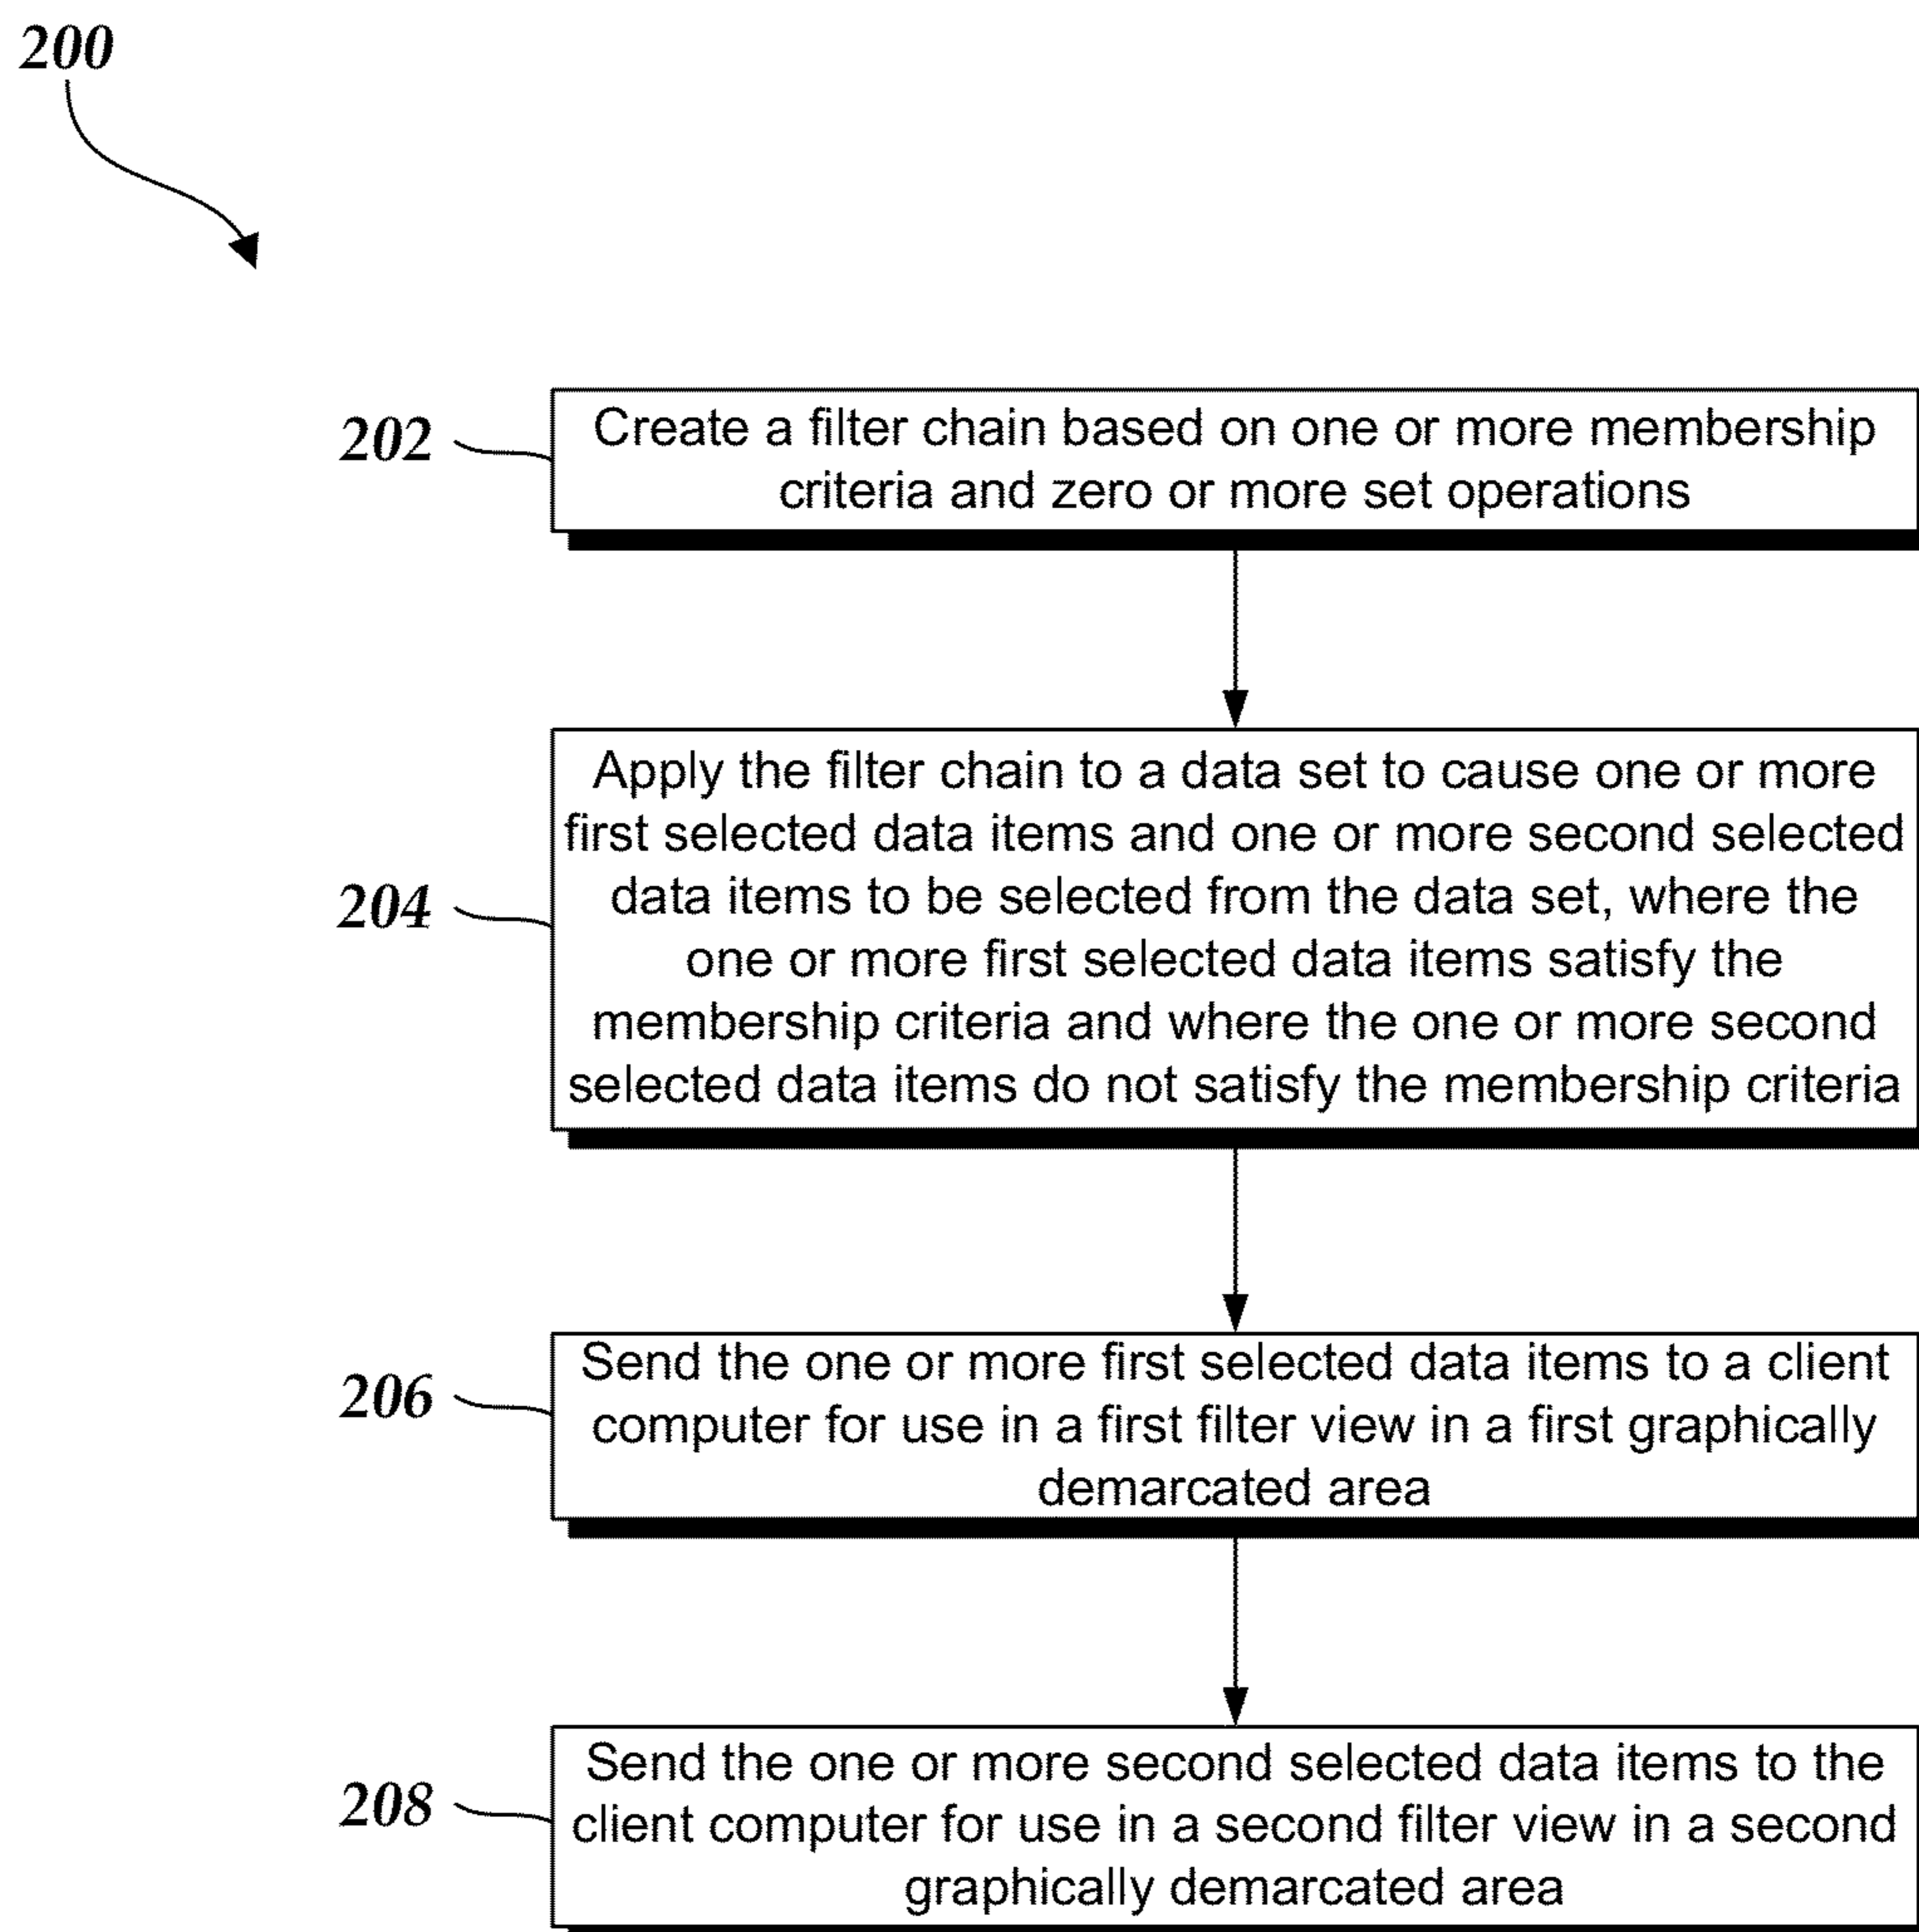 200
202
Create a filter chain based on one or more membership
criteria and zero or more set operations
204
Apply the filter chain to a data set to cause one or more
first selected data items and one or more second selected
data items to be selected from the data set, where the
one or more first selected data items satisfy the
membership criteria and where the one or more second
selected data items do not satisfy the membership criteria
206
Send the one or more first selected data items to a client
computer for use in a first filter view in a first graphically
demarcated area
208
Send the one or more second selected data items to the
client computer for use in a second filter view in a second
graphically demarcated area